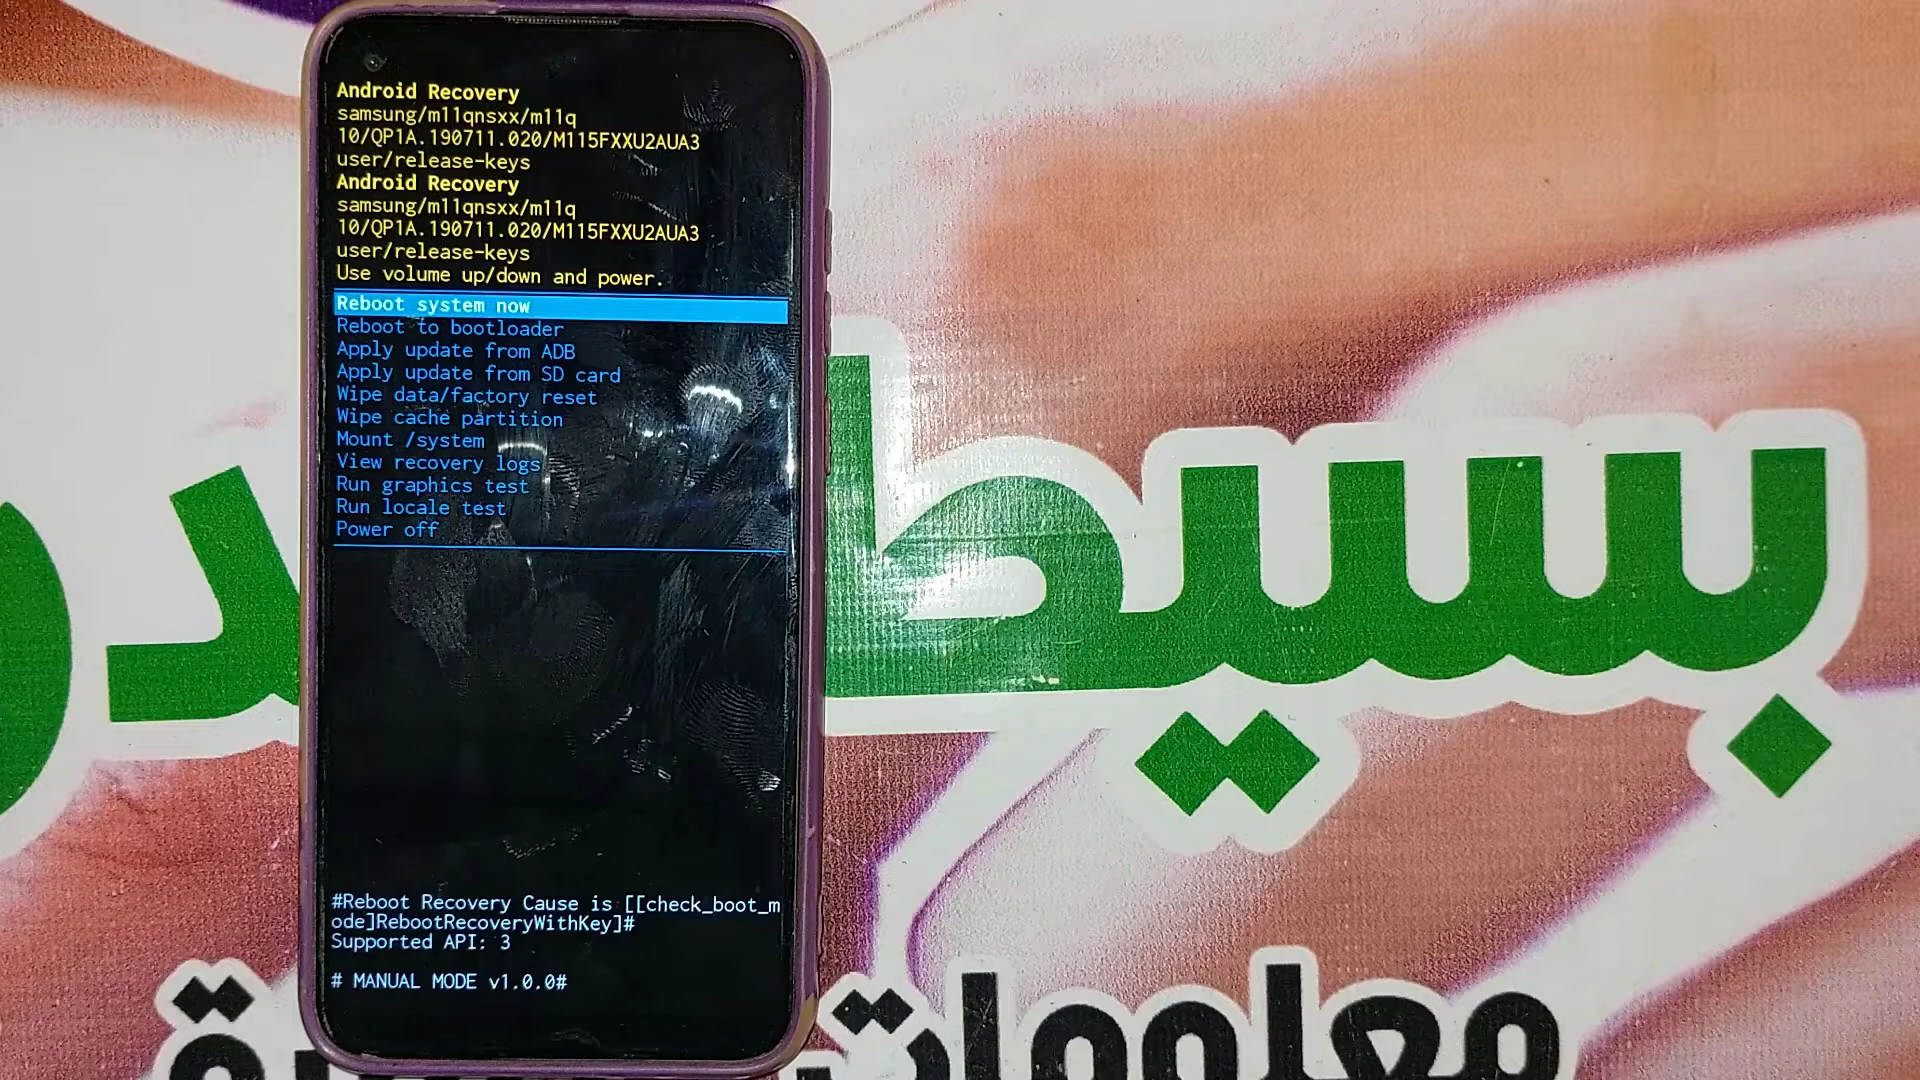 Android Recovery
samsung/m11qnsxx/m11q
10/QP1A.190711.020/M115FXXU2AUA3
user/release-keys
Android Recovery
samsung/m11qnsxx/m11q
10/QP1A.190711.020/M115FXXU2AUA3
user/release-keys
Use volume up/down and power.
Reboot system now
Reboot to bootloader
Apply update from ADB
Apply update from SD card
Wipe data/factory reset
Wipe cache partition
Mount /system
View recovery logs
Run graphics test
Run locale test
Power off
#Reboot Recovery Cause is [[check_boot_m
ode]RebootRecoveryWithKey]#
Supported API: 3
# MANUAL MODE v1.0.0#
بسيط
معلومات